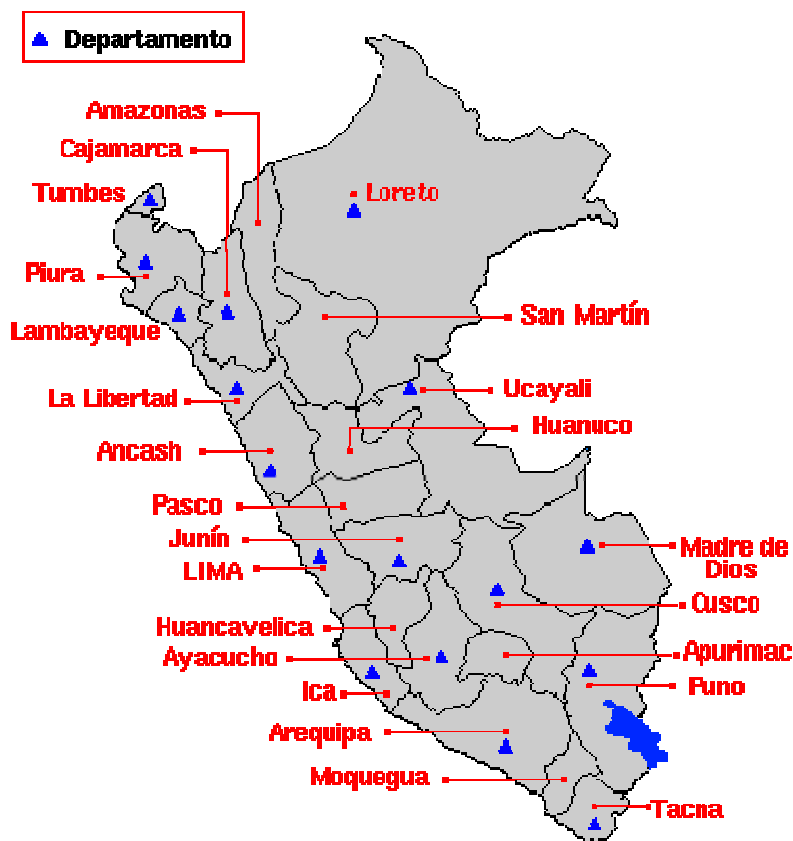 Departamento
Amazonas
Cajamarca
Tumbes
Loreto
Piura
San Martín
Lambayeque
Ucayali
La Libertad
Huanuco
Ancash
Pasco
Junín
Madre de
Dios
LIMA
Cusco
Huancavelica
Apurimac
Ayacucho
Puno
Ica
Arequipa
Moquegua
Tacna